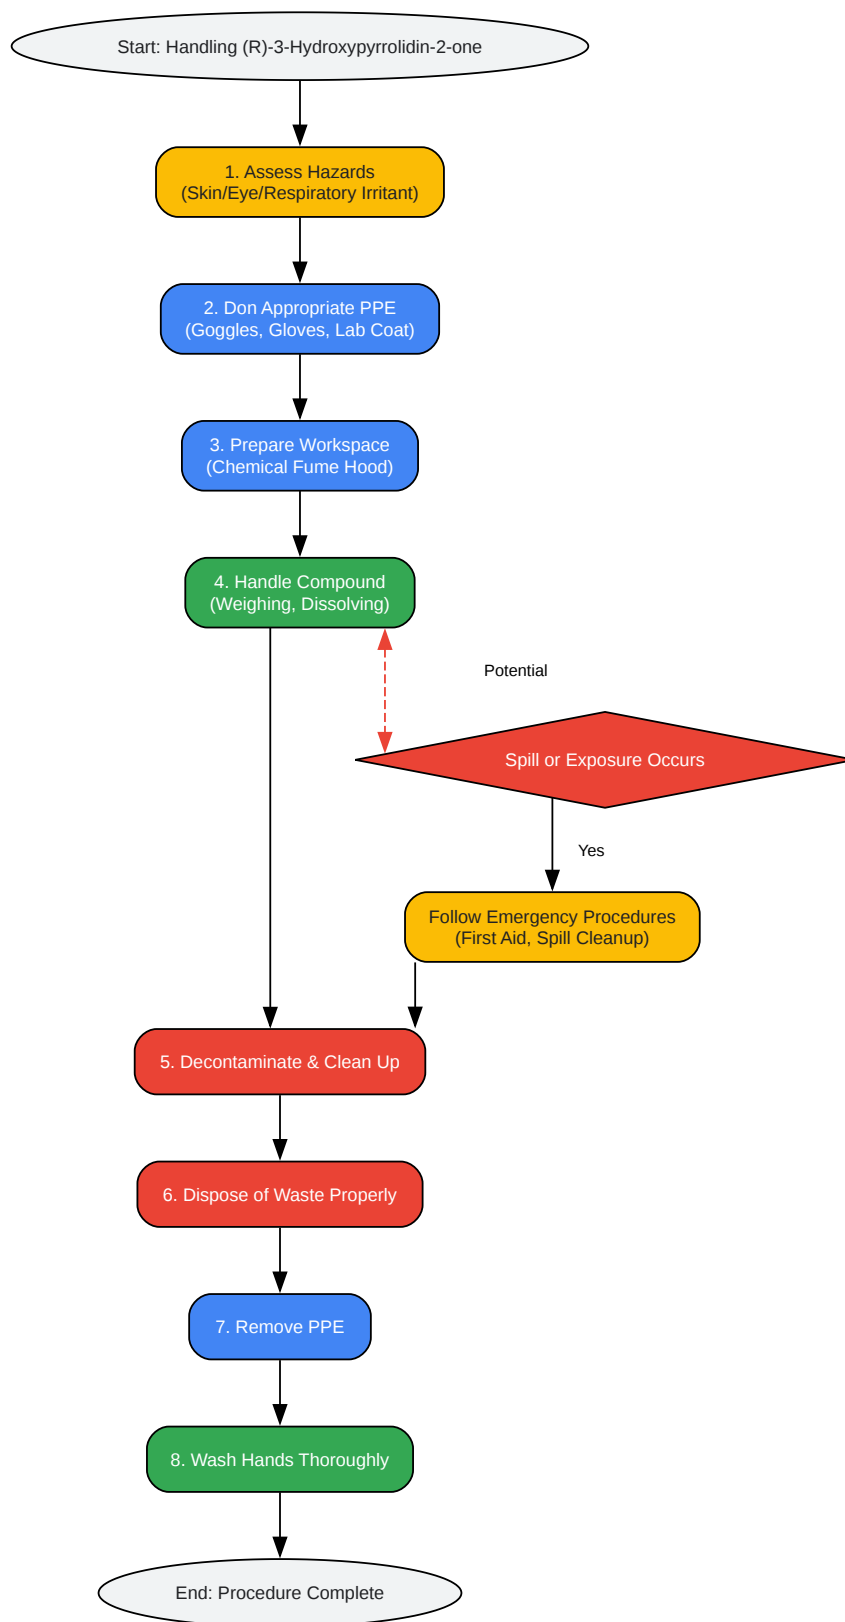 Start: Handling (R)-3-Hydroxypyrrolidin-2-one
1. Assess Hazards
(Skin/Eye/Respiratory Irritant)
2. Don Appropriate PPE
(Goggles, Gloves, Lab Coat)
3. Prepare Workspace
(Chemical Fume Hood)
4. Handle Compound
(Weighing, Dissolving)
Potential
Spill or Exposure Occurs
Yes
Follow Emergency Procedures
(First Aid, Spill Cleanup)
5. Decontaminate & Clean Up
6. Dispose of Waste Properly
7. Remove PPE
8. Wash Hands Thoroughly
End: Procedure Complete